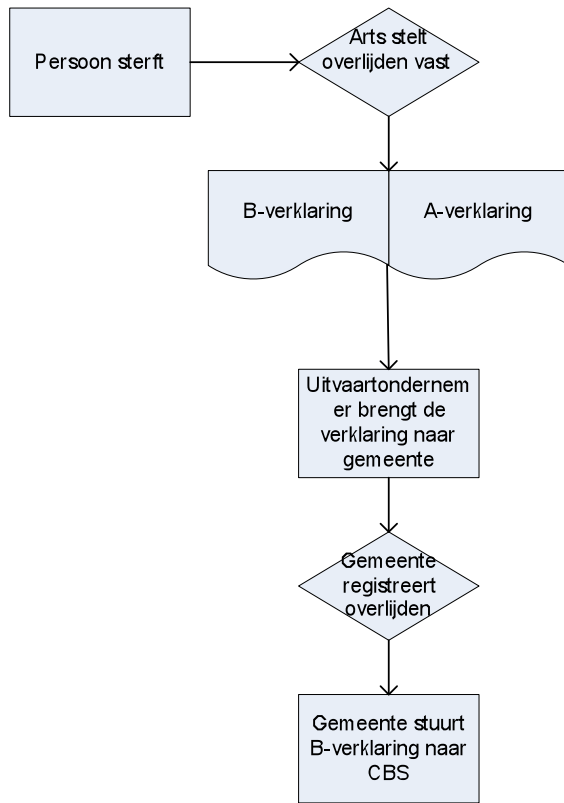 Persoon sterft
Arts stelt
overlijden vast
B-verklaring
A-verklaring
Uitvaartondernem
er brengt de
verklaring naar
gemeente
Gemeente
registreert
overlijden
Gemeente stuurt
B-verklaring naar
CBS